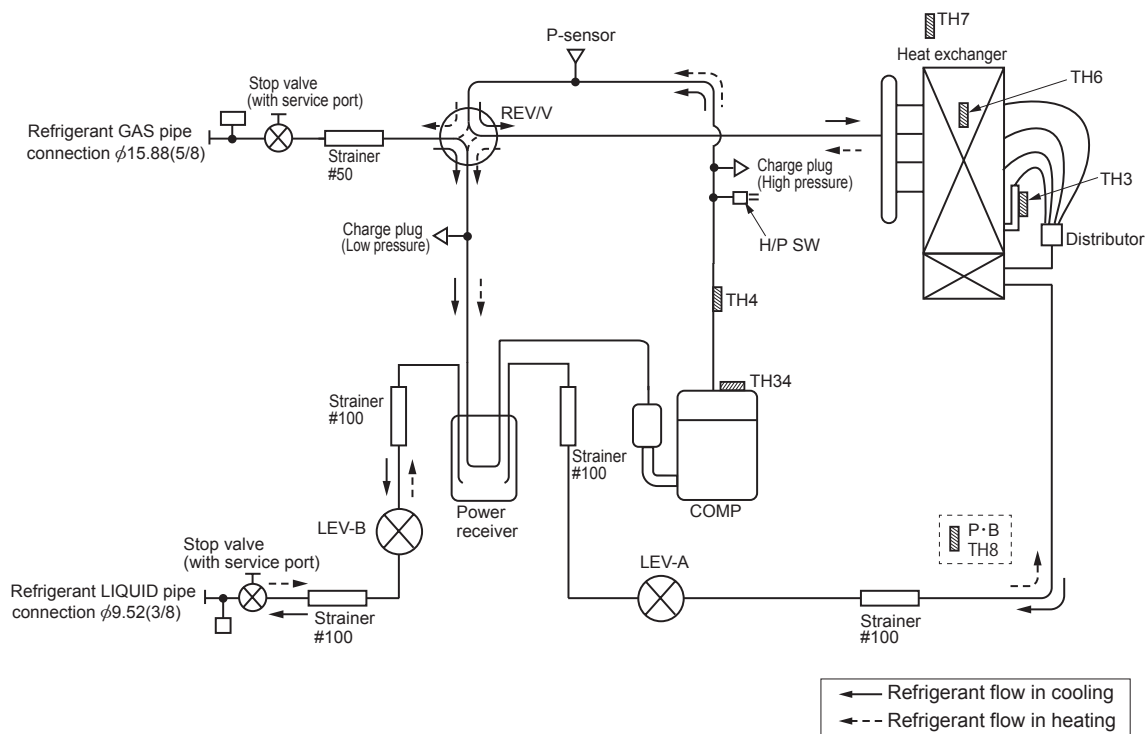 TH7
P-sensor
Heat exchanger
Stop valve
(with service port)
TH6
REV/V
Refrigerant GAS pipe
connection ϕ15.88(5/8)
Strainer
#50
Charge plug
(High pressure)
TH3
Charge plug
(Low pressure)
H/P SW
Distributor
TH4
TH34
Strainer
#100
Strainer
#100
Power
receiver
COMP
LEV-B
P･B
TH8
Stop valve
(with service port)
LEV-A
Refrigerant LIQUID pipe
connection ϕ9.52(3/8)
Strainer
#100
Strainer
#100
Refrigerant flow in cooling
Refrigerant flow in heating